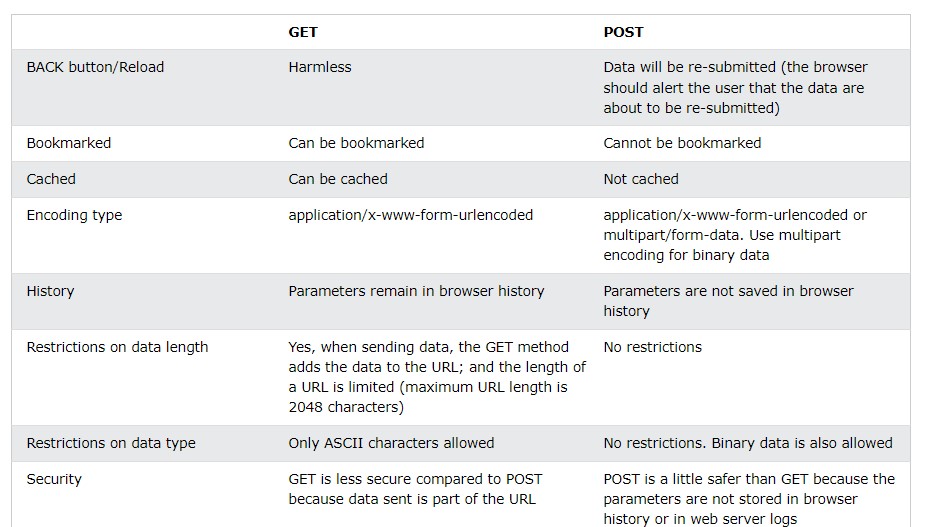 GET POST
BACK button/Reload Harmless Data will be re-submitted (the browser
should alert the user that the data are
about to be re-submitted)
Bookmarked Can be bookmarked Cannot be bookmarked
Cached Can be cached Not cached
Encoding type application/x-www-form-urlencoded application/x-www-form-urlencoded or
multipart/form-data. Use multipart
encoding for binary data
History Parameters remain in browser history Parameters are not saved in browser
history
Restrictions on data length Yes, when sending data, the GET method No restrictions
adds the data to the URL; and the length of
a URL is limited (maximum URL length is
2048 characters)
Restrictions on data type Only ASCII characters allowed No restrictions. Binary data is also allowed
Security GET is less secure compared to POST POST is a little safer than GET because the
because data sent is part of the URL parameters are not stored in browser
history or in web server logs